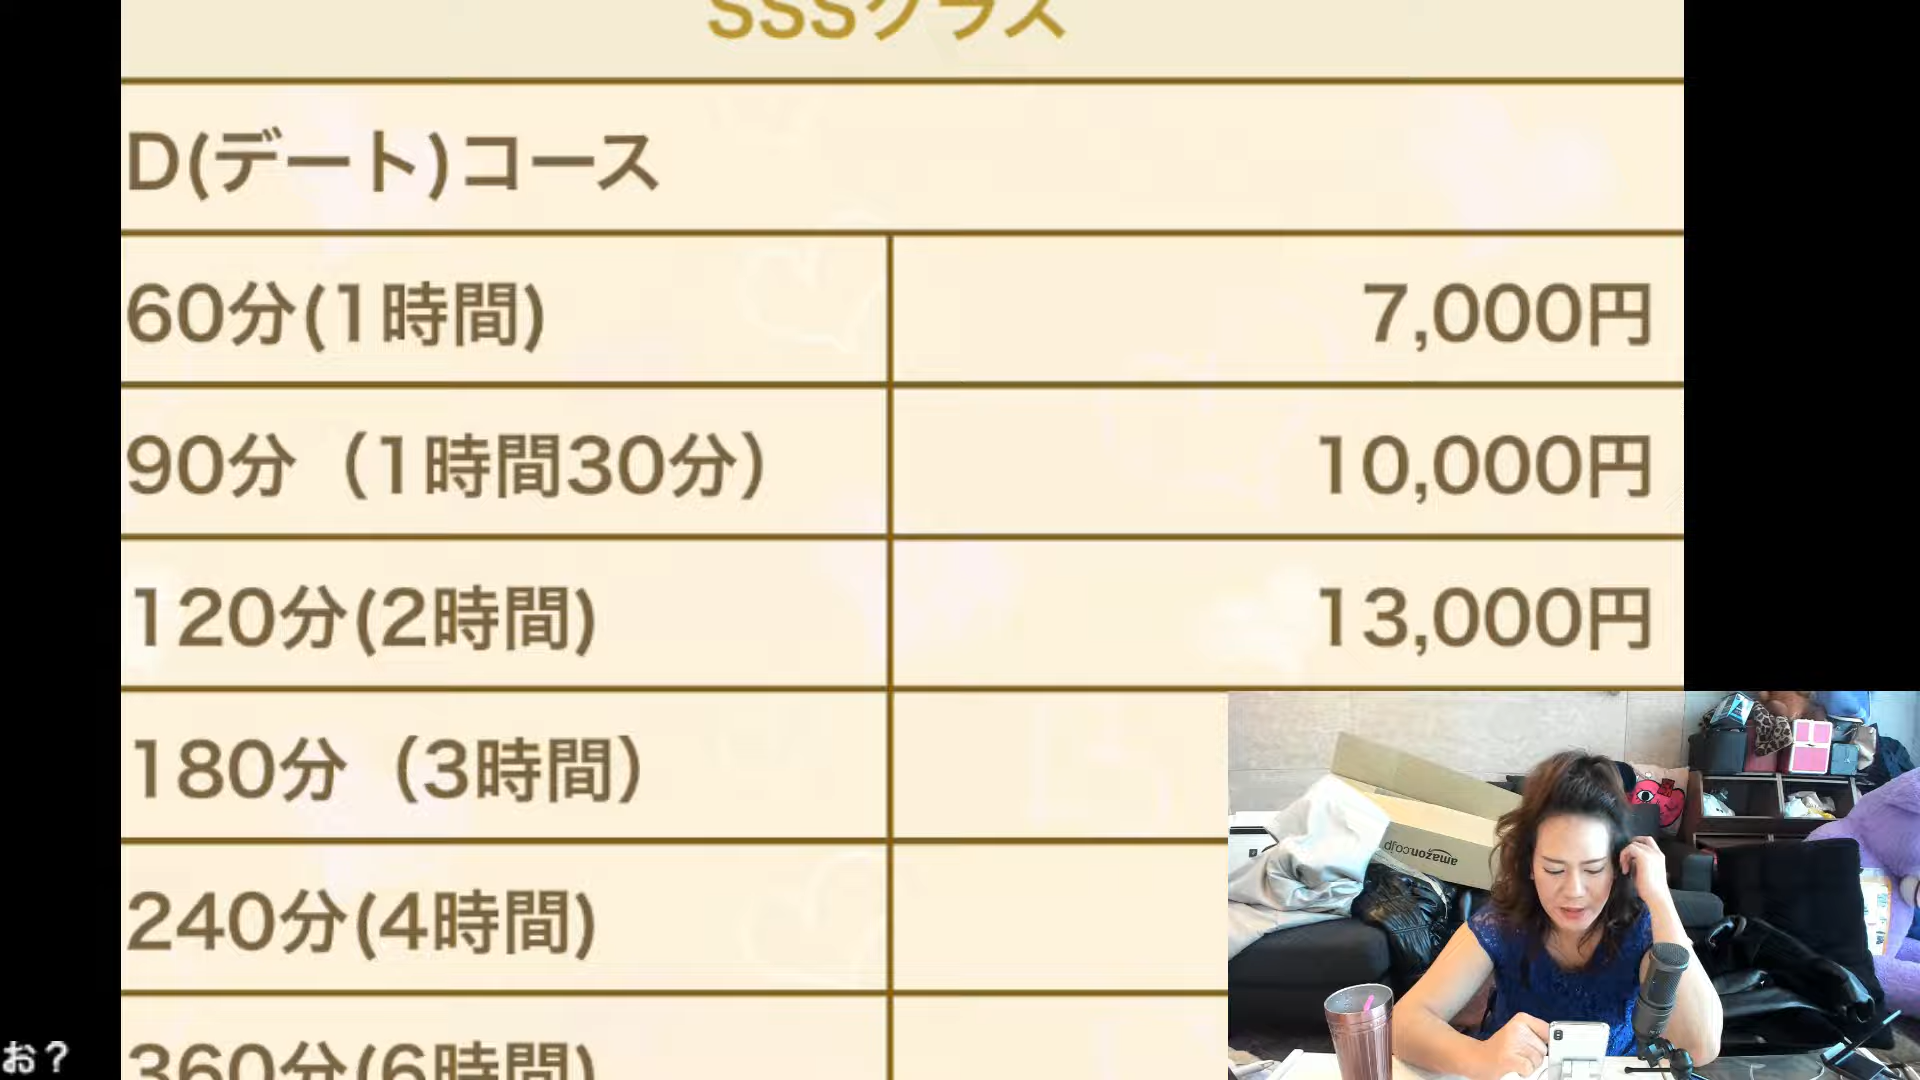 SSSクラス
D(デート)コース
60分(1時間)
7,000円
90分（1時間30分）
10,000円
120分(2時間)
13,000円
180分（3時間）
240分(4時間)
360分(6時間)
amazon.co.jp
お？